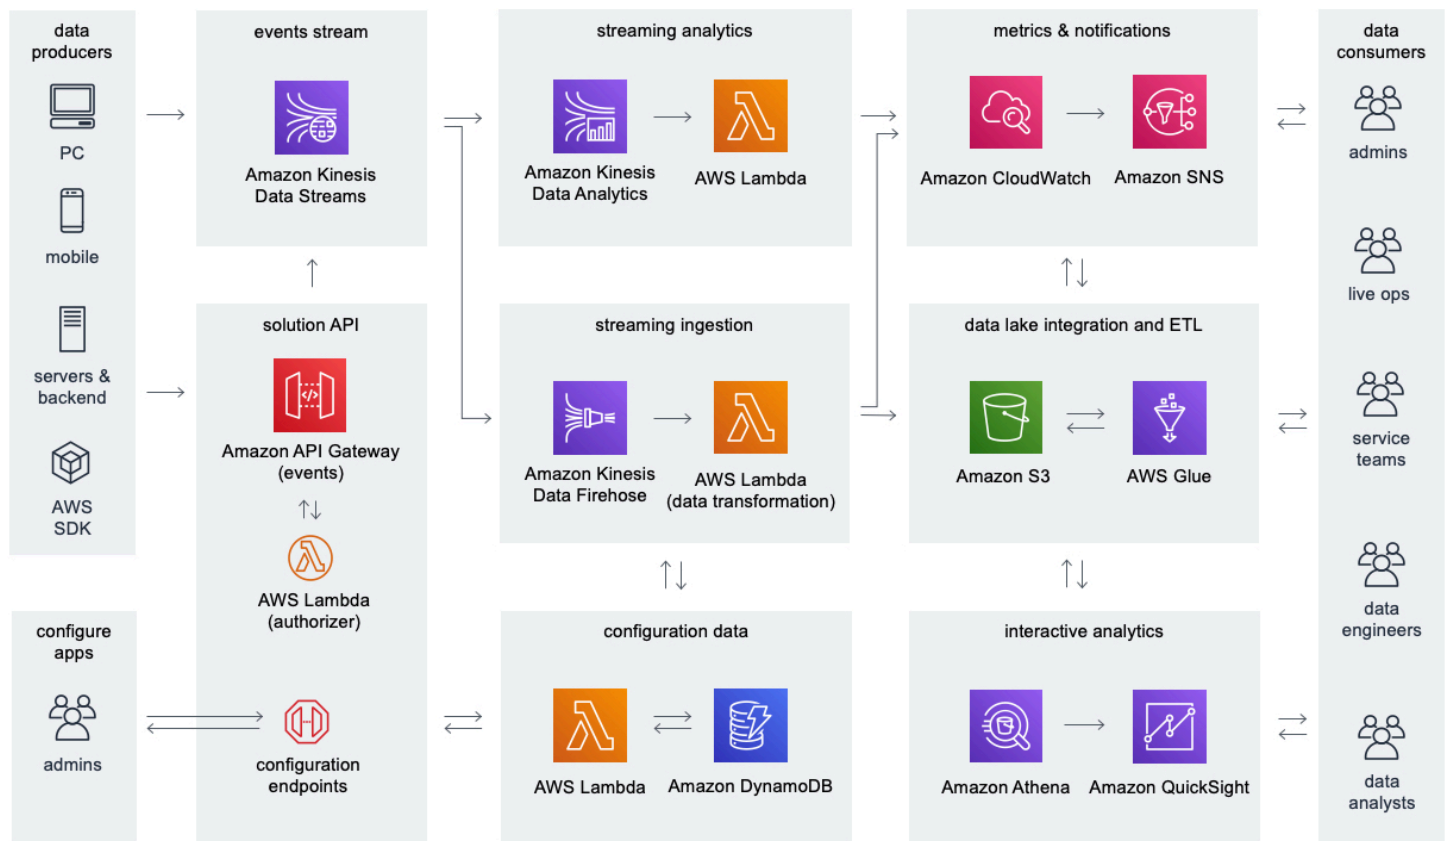 data
producers
PC
mobile
servers &
backend
AWS
SDK
configure
apps
admins
events stream
Amazon Kinesis
Data Streams
solution API
Amazon API Gateway
(events)
AWS Lambda
(authorizer)
configuration
endpoints
streaming analytics
Amazon Kinesis
Data Analytics
AWS Lambda
streaming ingestion
Amazon Kinesis
Data Firehose
AWS Lambda
(data transformation)
configuration data
AWS Lambda
Amazon DynamoDB
metrics & notifications
Amazon CloudWatch
Amazon SNS
data lake integration and ETL
Amazon S3
AWS Glue
interactive analytics
Amazon Athena
Amazon QuickSight
data
consumers
admins
live ops
service
teams
data
engineers
data
analysts